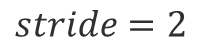 stride = 2